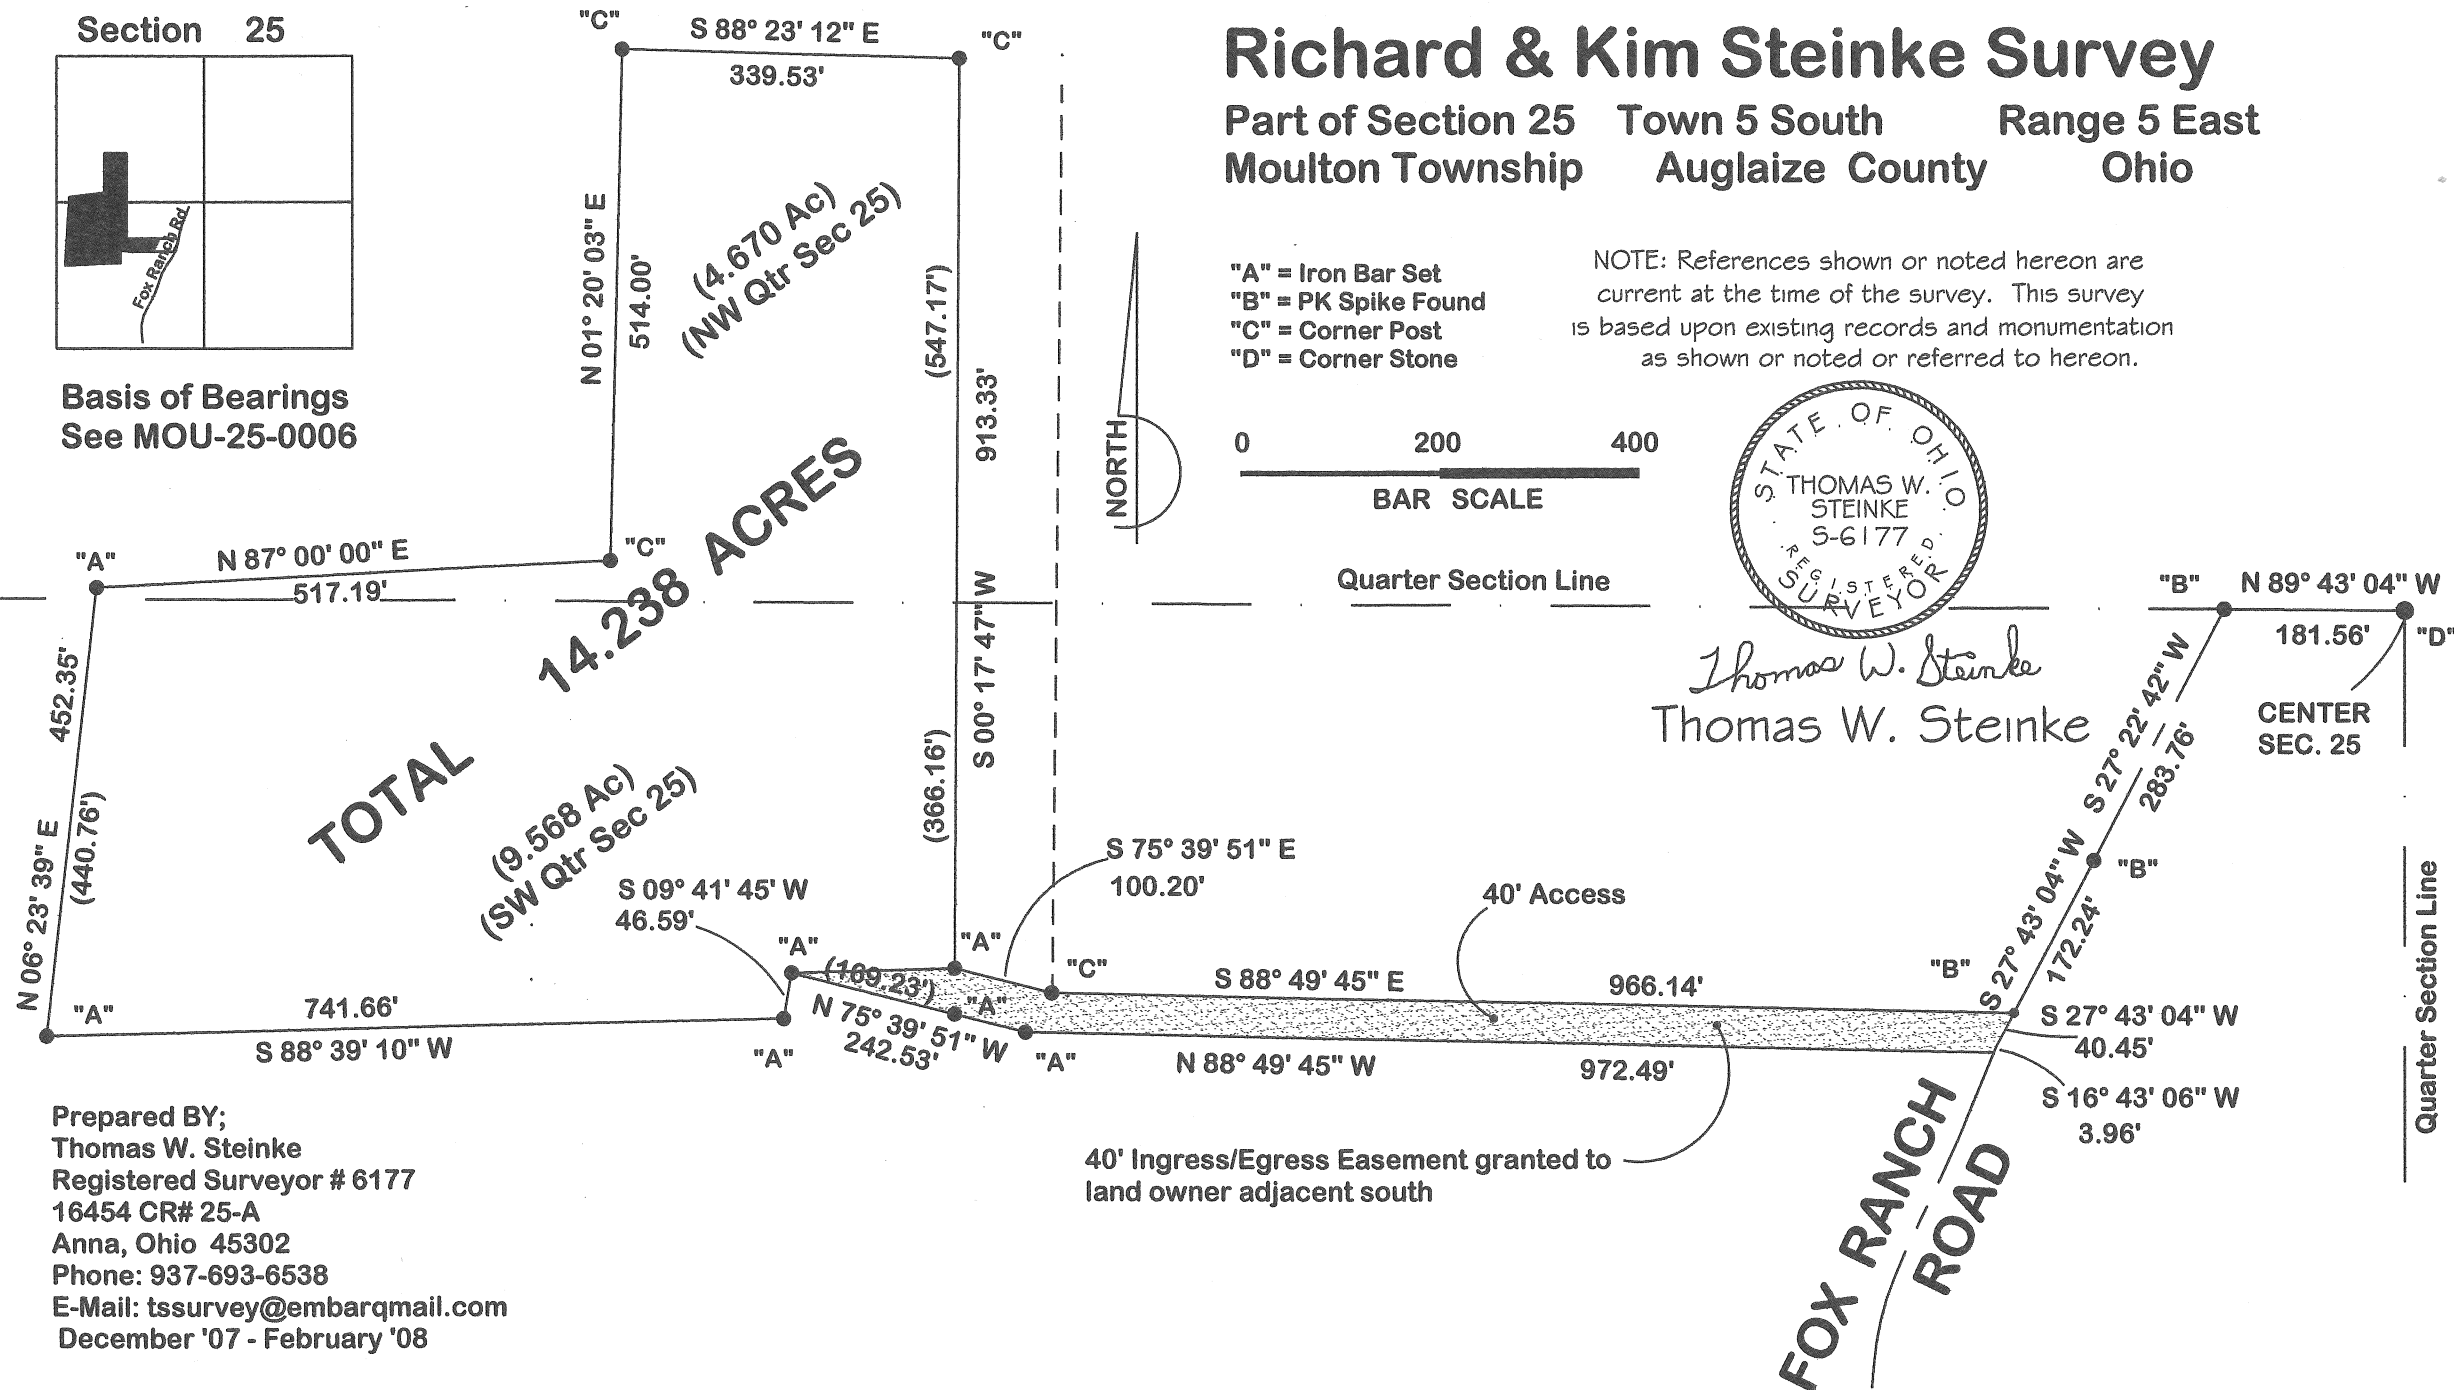 Section 25
Fox Ranch Rd.
Basis of Bearings
See MOU-25-0006
"C"
S 88° 23' 12" E
339.53'
"C"
Richard & Kim Steinke Survey
Part of Section 25 Town 5 South Range 5 East
Moulton Township Auglaize County Ohio
"A" = Iron Bar Set
"B" = PK Spike Found
"C" = Corner Post
"D" = Corner Stone
NOTE: References shown or noted hereon are
current at the time of the survey. This survey
is based upon existing records and monumentation
as shown or noted or referred to hereon.
NORTH
0 200 400
BAR SCALE
STATE OF OHIO
THOMAS W.
STEINKE
S-6177
REGISTERED
SURVEYOR
Thomas W. Steinke
Thomas W. Steinke
N 01° 20' 03" E
514.00'
(4.670 Ac)
(NW Qtr Sec 25)
(547.17')
913.33'
S 00° 17' 47" W
(366.16')
"A"
N 87° 00' 00" E
517.19'
"C"
TOTAL 14.238 ACRES
Quarter Section Line
"B"
N 89° 43' 04" W
181.56'
"D"
CENTER
SEC. 25
452.35'
(440.76')
N 06° 23' 39" E
(9.568 Ac)
(SW Qtr Sec 25)
S 27° 22' 42" W
283.76'
"B"
S 27° 43' 04" W
172.24'
Quarter Section Line
S 09° 41' 45" W
46.59'
S 75° 39' 51" E
100.20'
40' Access
"A"
"A"
"C"
(169.23')
"A"
S 88° 49' 45" E
966.14'
"B"
S 27° 43' 04" W
40.45'
S 16° 43' 06" W
3.96'
"A"
741.66'
S 88° 39' 10" W
"A"
N 75° 39' 51" W
242.53'
"A"
N 88° 49' 45" W
972.49'
40' Ingress/Egress Easement granted to
land owner adjacent south
FOX RANCH
ROAD
Prepared BY;
Thomas W. Steinke
Registered Surveyor # 6177
16454 CR# 25-A
Anna, Ohio 45302
Phone: 937-693-6538
E-Mail: tssurvey@embarqmail.com
December '07 - February '08